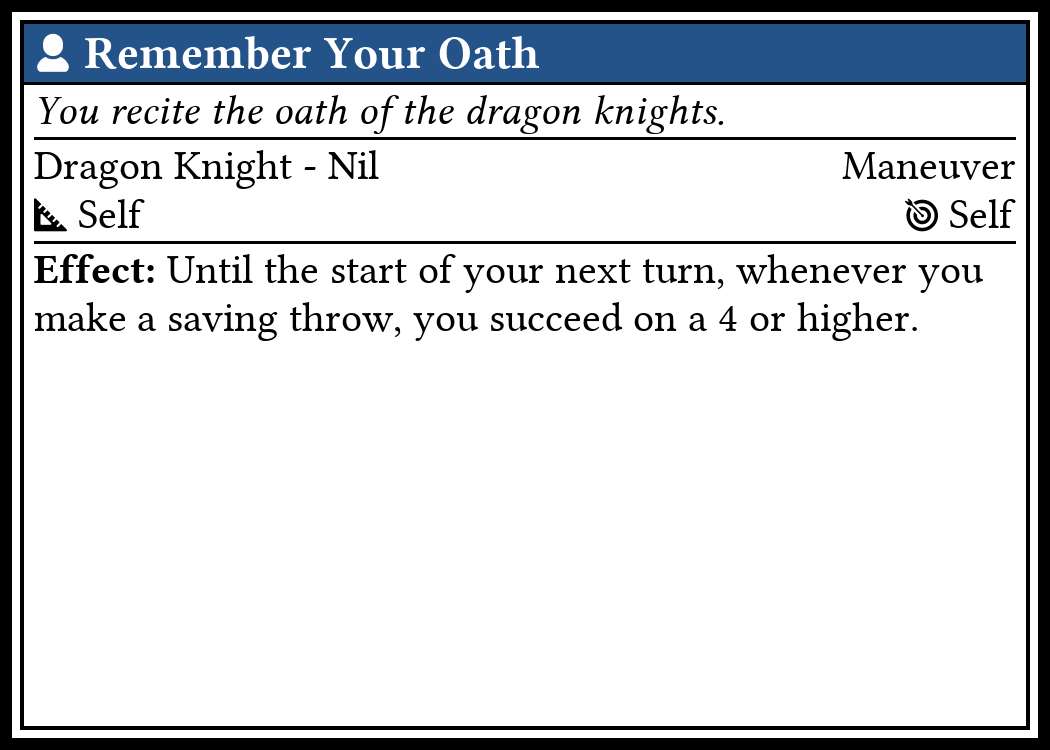 Remember Your Oath
You recite the oath of the dragon knights.
Dragon Knight - Nil Maneuver
Self Self
Effect: Until the start of your next turn, whenever you
make a saving throw, you succeed on a 4 or higher.